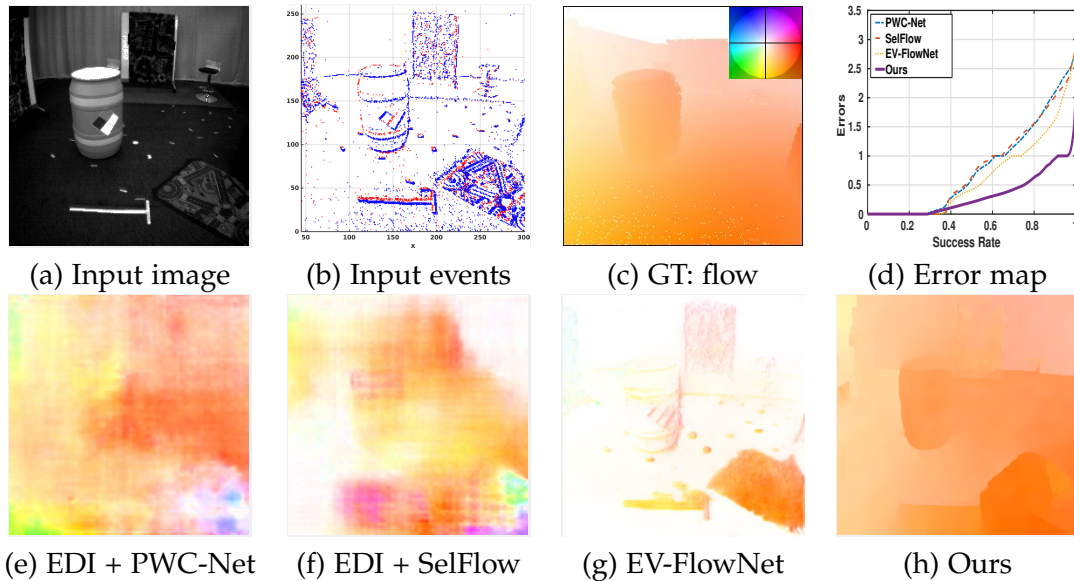 300
250
200
150
100
50
0
50
100
150
200
250
300
x
3.5
3
2.5
2
1.5
1
0.5
0
Errors
PWC-Net
SelFlow
EV-FlowNet
Ours
0
0.2
0.4
0.6
0.8
1
Success Rate
(a) Input image
(b) Input events
(c) GT: flow
(d) Error map
(e) EDI + PWC-Net
(f) EDI + SelFlow
(g) EV-FlowNet
(h) Ours